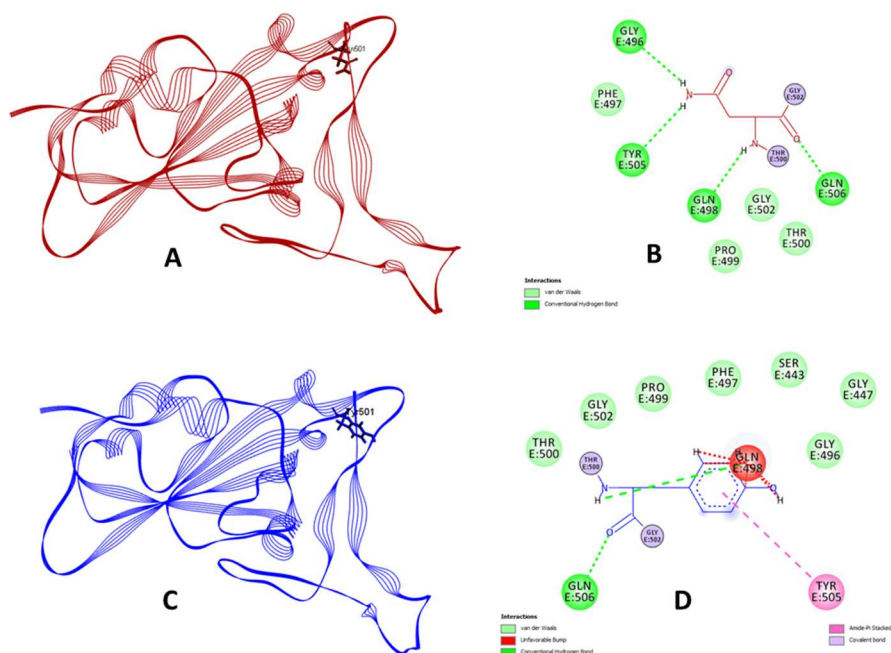 GLY
E:496
PHE
E:497
TYR
E:505
GLN
E:498
GLY
E:502
PRO
E:499
THR
E:500
GLN
E:506
GLY
E:502
THR
E:500
A
B
Interactions
van der Waals
Conventional Hydrogen Bond
H
N
H
O
O
H
N
Tyr501
C
THR
E:500
GLY
E:502
PRO
E:499
PHE
E:497
SER
E:443
GLY
E:447
GLY
E:496
GLN
E:498
THR
E:500
GLY
E:502
GLN
E:506
TYR
E:505
N
H
O
H
H
O
H
D
Interactions
van der Waals
Unfavorable Bump
Conventional Hydrogen Bond
Amide-Pi Stacked
Covalent bond